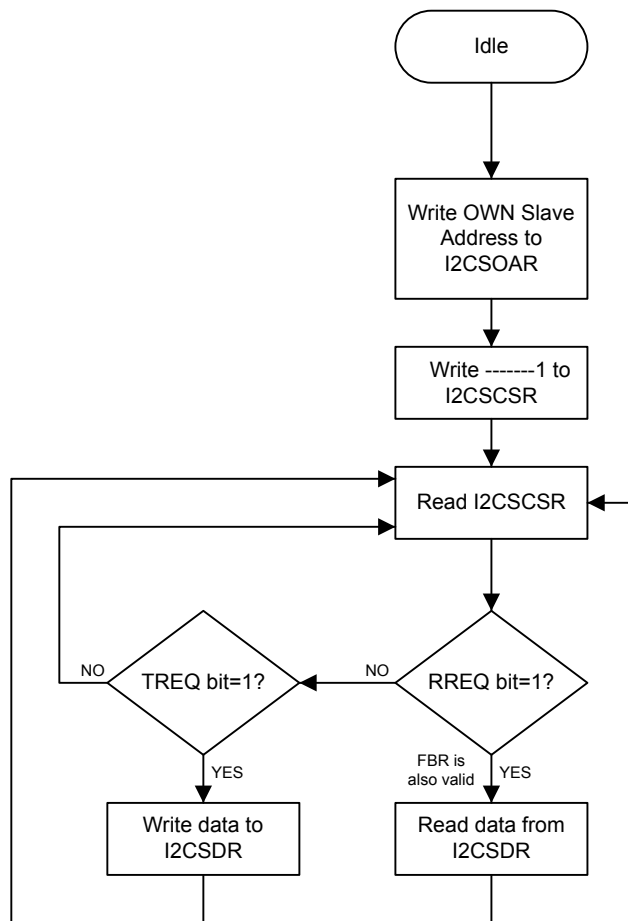 Idle
Write OWN Slave
Address to
I2CSOAR
Write -------1 to
I2CSCSR
Read I2CSCSR
TREQ bit=1?
NO
RREQ bit=1?
NO
YES
FBR is
also valid
YES
Write data to
I2CSDR
Read data from
I2CSDR